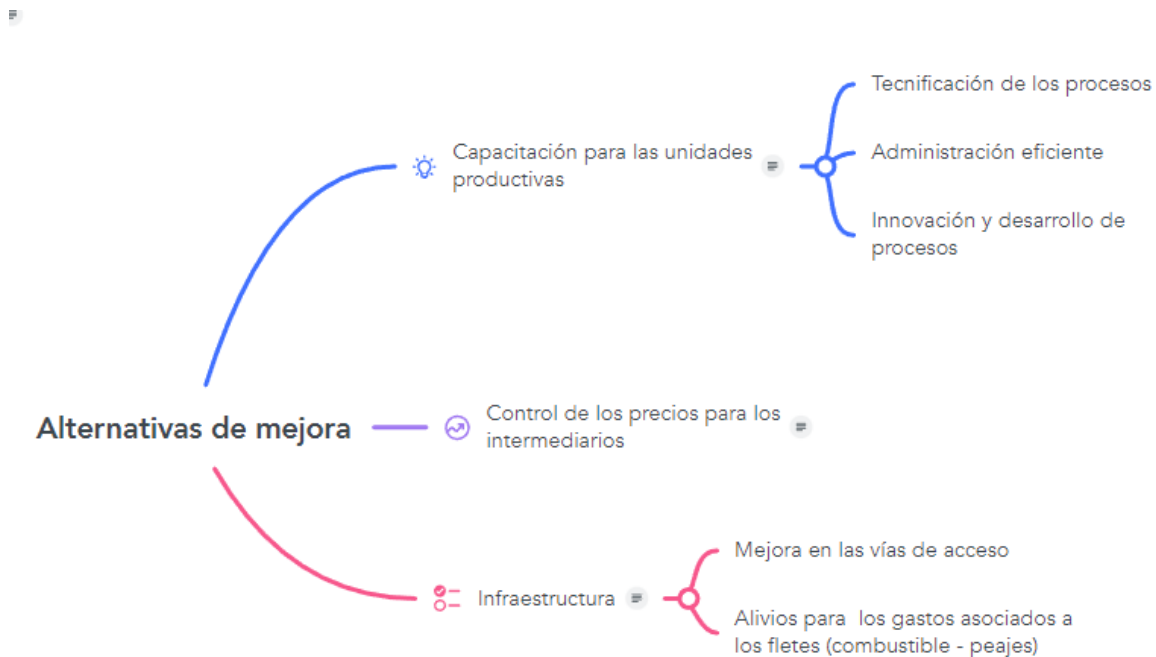 Tecnificación de los procesos
Capacitación para las unidades
productivas
Administración eficiente
Innovación y desarrollo de
procesos
Alternativas de mejora
Control de los precios para los
intermediarios
Infraestructura
Mejora en las vías de acceso
Alivios para  los gastos asociados a
los fletes (combustible - peajes)